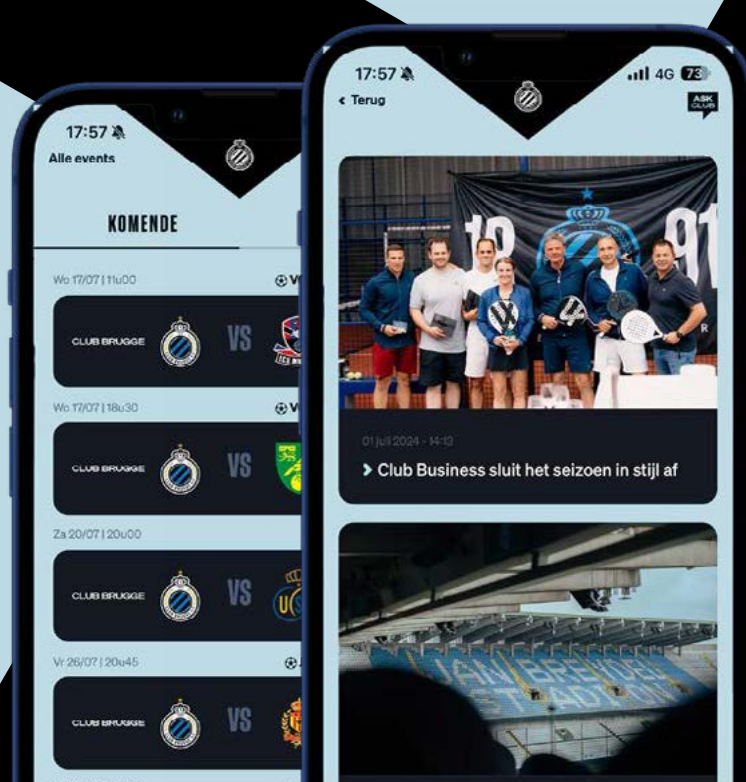 17:57
Alle events
KOMENDE
Wo 17/07 | 11u00
CLUB BRUGGE
VS
Wo 17/07 | 18u30
CLUB BRUGGE
VS
Za 20/07 | 20u00
CLUB BRUGGE
VS
Vr 26/07 | 20u45
CLUB BRUGGE
VS
17:57
4G 73
Terug
ASK
CLUB
18 91
01 juli 2024 - 14:13
Club Business sluit het seizoen in stijl af
JAN BREYDEL
STADION